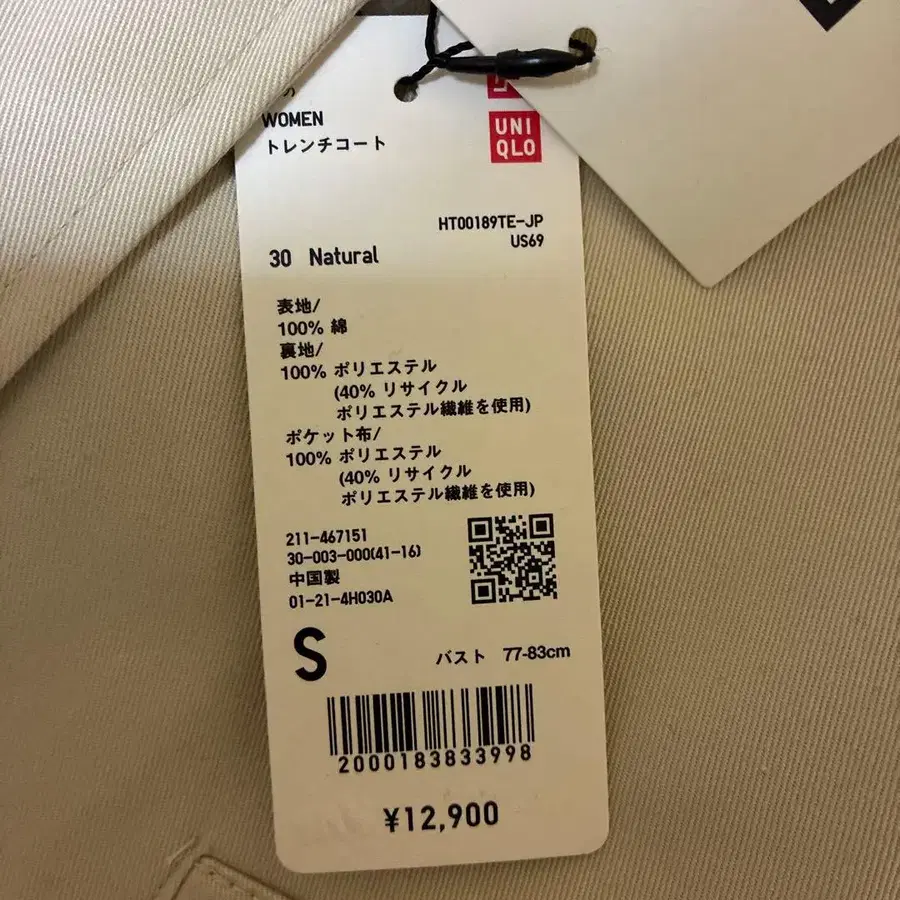 WOMEN
トレンチコート
UNI
QLO
HT00189TE-JP
US69
30 Natural
表地/
100% 綿
裏地/
100% ポリエステル
(40% リサイクル
ポリエステル繊維を使用)
ポケット布/
100% ポリエステル
(40% リサイクル
ポリエステル繊維を使用)
211-467151
30-003-000(41-16)
中国製
01-21-4H030A
S
バスト 77-83cm
2000183833998
¥12,900